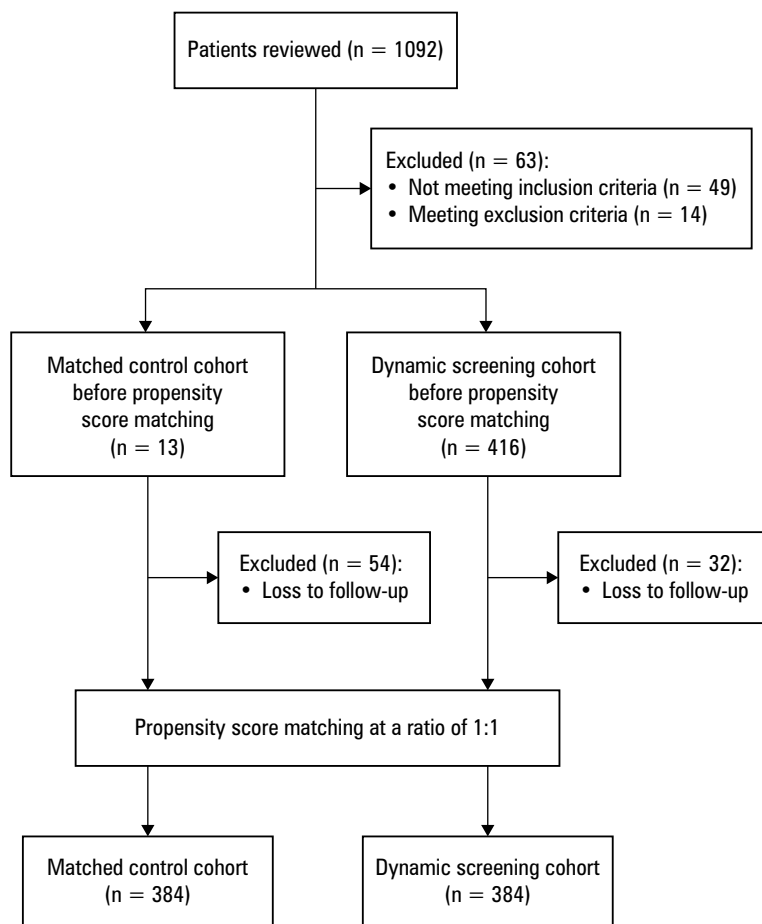 Patients reviewed (n = 1092)
Excluded (n = 63):
• Not meeting inclusion criteria (n = 49)
• Meeting exclusion criteria (n = 14)
Matched control cohort
before propensity
score matching
(n = 13)
Dynamic screening cohort
before propensity
score matching
(n = 416)
Excluded (n = 54):
• Loss to follow-up
Excluded (n = 32):
• Loss to follow-up
Propensity score matching at a ratio of 1:1
Matched control cohort
(n = 384)
Dynamic screening cohort
(n = 384)